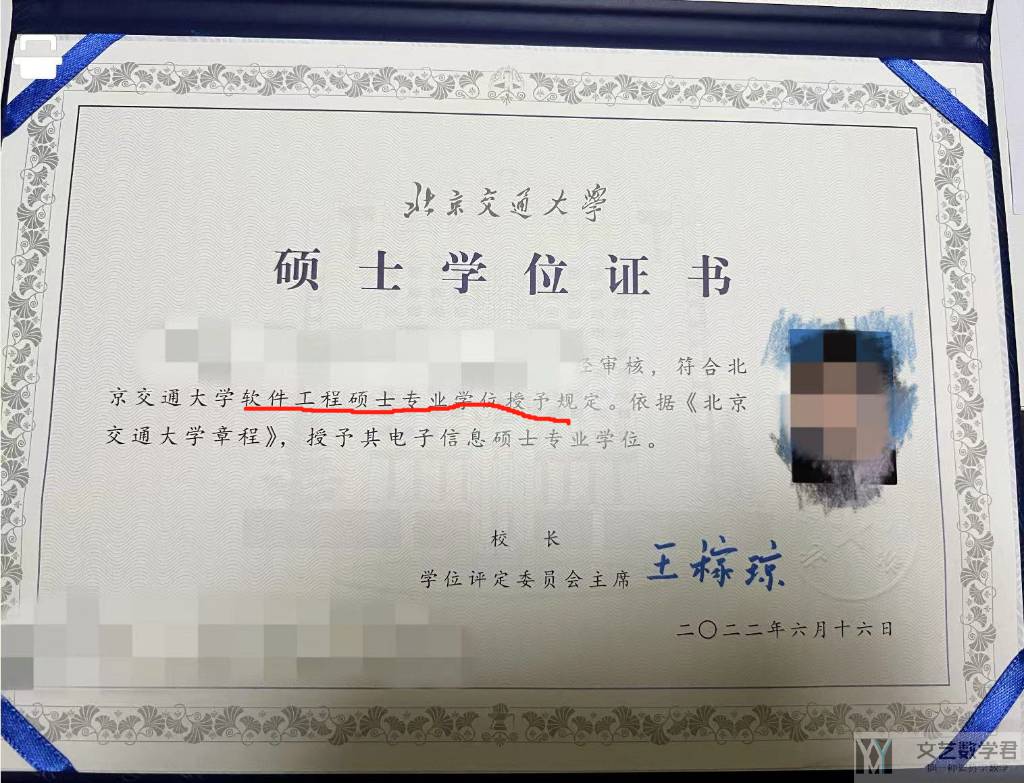 北京交通大學
硕士学位证书
经审核，符合北
京交通大学软件工程硕士专业学位授予规定。依据《北京
交通大学章程》，授予其电子信息硕士专业学位。
校 长
学位评定委员会主席 王稼琼
二〇二二年六月十六日
文艺数学君